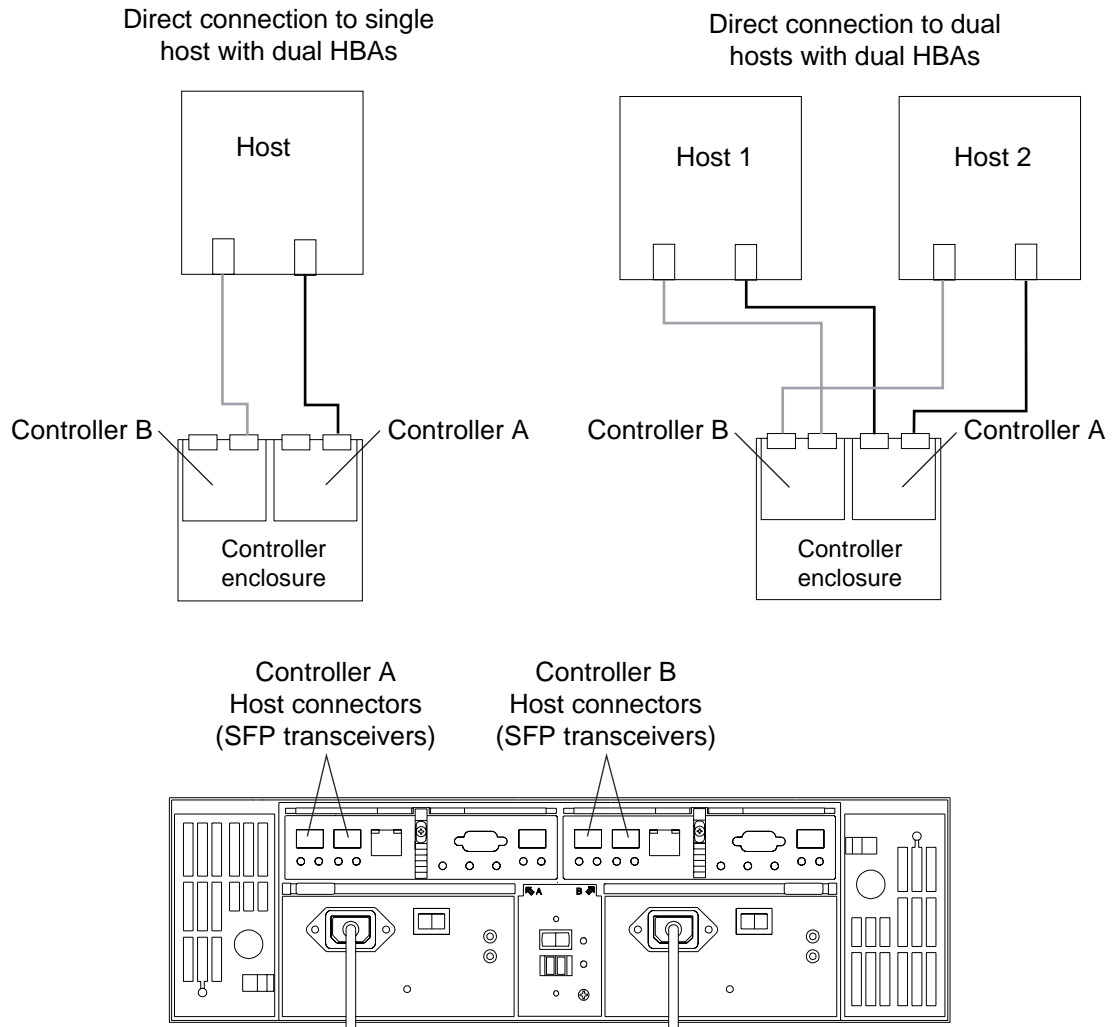 Direct connection to single
host with dual HBAs
Direct connection to dual
hosts with dual HBAs
Host
Host 1
Host 2
Controller B
Controller A
Controller B
Controller A
Controller
enclosure
Controller
enclosure
Controller A
Host connectors
(SFP transceivers)
Controller B
Host connectors
(SFP transceivers)
A
B